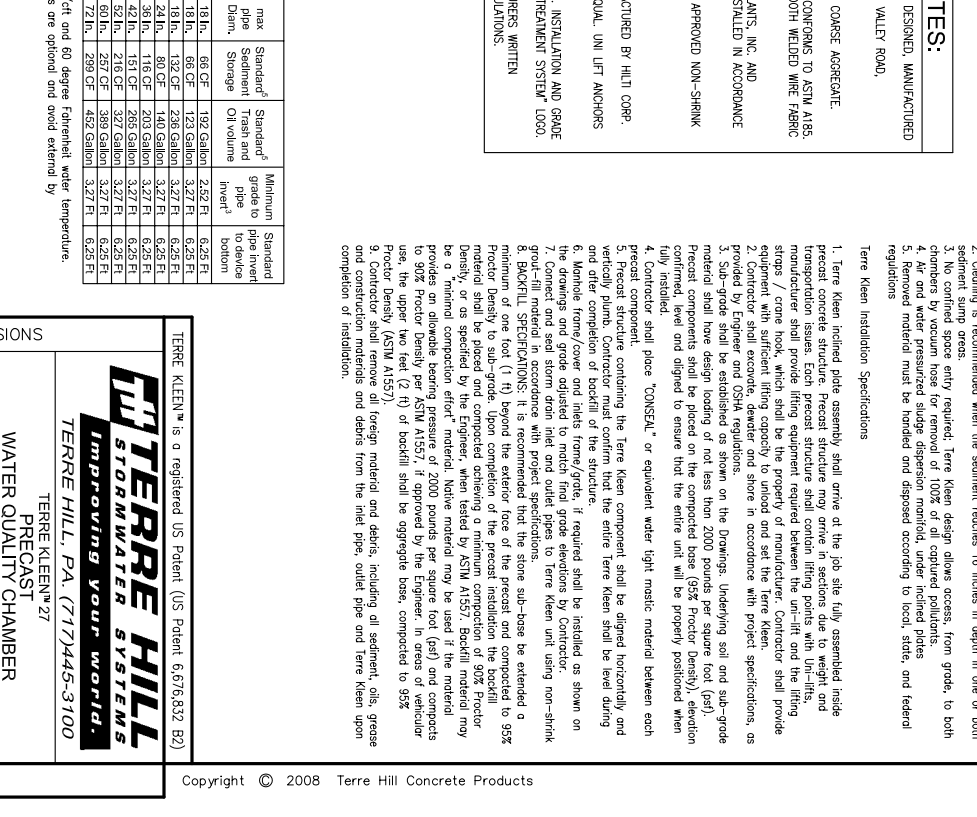 TES:
DESIGNED, MANUFACTURED
VALLEY ROAD,
COARSE AGGREGATE.
CONFORMS TO ASTM A185.
OOTH WELDED WIRE FABRIC
ANTS, INC. AND
STALLED IN ACCORDANCE
APPROVED NON-SHRINK
ACTURED BY HILTI CORP.
QUAL. UNI LIFT ANCHORS
. INSTALLATION AND GRADE
TREATMENT SYSTEM" LOGO.
URERS WRITTEN
ULATIONS.
sediment sump areas.
3. No confined space entry required; Terre Kleen design allows access, from grade, to both
chambers by vacuum hose for removal of 100% of all captured pollutants.
4. Air and water pressurized sludge dispersion manifold, under inclined plates
5. Removed material must be handled and disposed according to local, state, and federal
regulations
Terre Kleen Installation Specifications
1. Terre Kleen inclined plate assembly shall arrive at the job site fully assembled inside
precast concrete structure. Precast structure may arrive in sections due to weight and
transportation issues. Each precast structure shall contain lifting points with Uni-lifts,
manufacturer shall provide lifting equipment required between the uni-lift and the lifting
straps / crane hook, which shall be the property of manufacturer. Contractor shall provide
equipment with sufficient lifting capacity to unload and set the Terre Kleen.
2. Contractor shall excavate, dewater and shore in accordance with project specifications, as
provided by Engineer and OSHA regulations.
3. Sub-grade shall be established as shown on the Drawings. Underlying soil and sub-grade
material shall have design loading of not less than 2000 pounds per square foot (psf).
Precast components shall be placed on the compacted base (95% Proctor Density), elevation
confirmed, level and aligned to ensure that the entire unit will be properly positioned when
fully installed.
4. Contractor shall place "CONSEAL" or equivalent water tight mastic material between each
precast component.
5. Precast structure containing the Terre Kleen component shall be aligned horizontally and
vertically plumb. Contractor must confirm that the entire Terre Kleen shall be level during
and after completion of backfill of the structure.
6. Manhole frame/cover and inlets frame/grate, if required shall be installed as shown on
the drawings and grade adjusted to match final grade elevations by Contractor.
7. Connect and seal storm drain inlet and outlet pipes to Terre Kleen unit using non-shrink
grout-fill material in accordance with project specifications.
8. BACKFILL SPECIFICATIONS: It is recommended that the stone sub-base be extended a
minimum of one foot (1 ft) beyond the exterior face of the precast and compacted to 95%
Proctor Density to sub-grade. Upon completion of the precast installation the backfill
material shall be placed and compacted achieving a minimum compaction of 90% Proctor
Density, or as specified by the Engineer, when tested by ASTM A1557. Backfill material may
be a "minimal compaction effort" material. Native material may be used if the material
provides an allowable bearing pressure of 2000 pounds per square foot (psf) and compacts
to 90% Proctor Density per ASTM A1557, if approved by the Engineer. In areas of vehicular
use, the upper two feet (2 ft) of backfill shall be aggregate base, compacted to 95%
Proctor Density (ASTM A1557).
9. Contractor shall remove all foreign material and debris, including all sediment, oils, grease
and construction materials and debris from the inlet pipe, outlet pipe and Terre Kleen upon
completion of installation.
max pipe Diam. Standard⁵ Sediment Storage Standard⁵ Trash and Oil volume Minimum grade to pipe invert³ Standard pipe invert to device bottom
18 In. 66 CF 192 Gallon 2.52 Ft 6.25 Ft
18 In. 66 CF 123 Gallon 3.27 Ft 6.25 Ft
18 In. 132 CF 236 Gallon 3.27 Ft 6.25 Ft
24 In. 80 CF 140 Gallon 3.27 Ft 6.25 Ft
36 In. 116 CF 203 Gallon 3.27 Ft 6.25 Ft
42 In. 151 CF 265 Gallon 3.27 Ft 6.25 Ft
52 In. 216 CF 327 Gallon 3.27 Ft 6.25 Ft
60 In. 257 CF 389 Gallon 3.27 Ft 6.25 Ft
72 In. 299 CF 452 Gallon 3.27 Ft 6.25 Ft
/cft and 60 degree Fahrenheit water temperature.
s are optional and avoid external by
SIONS
TERRE KLEEN™ is a registered US Patent (US Patent 6,676,832 B2)
TERRE HILL
STORMWATER SYSTEMS
Improving your world.
TERRE HILL, PA. (717)445-3100
TERRE KLEEN™ 27
PRECAST
WATER QUALITY CHAMBER
Copyright © 2008 Terre Hill Concrete Products